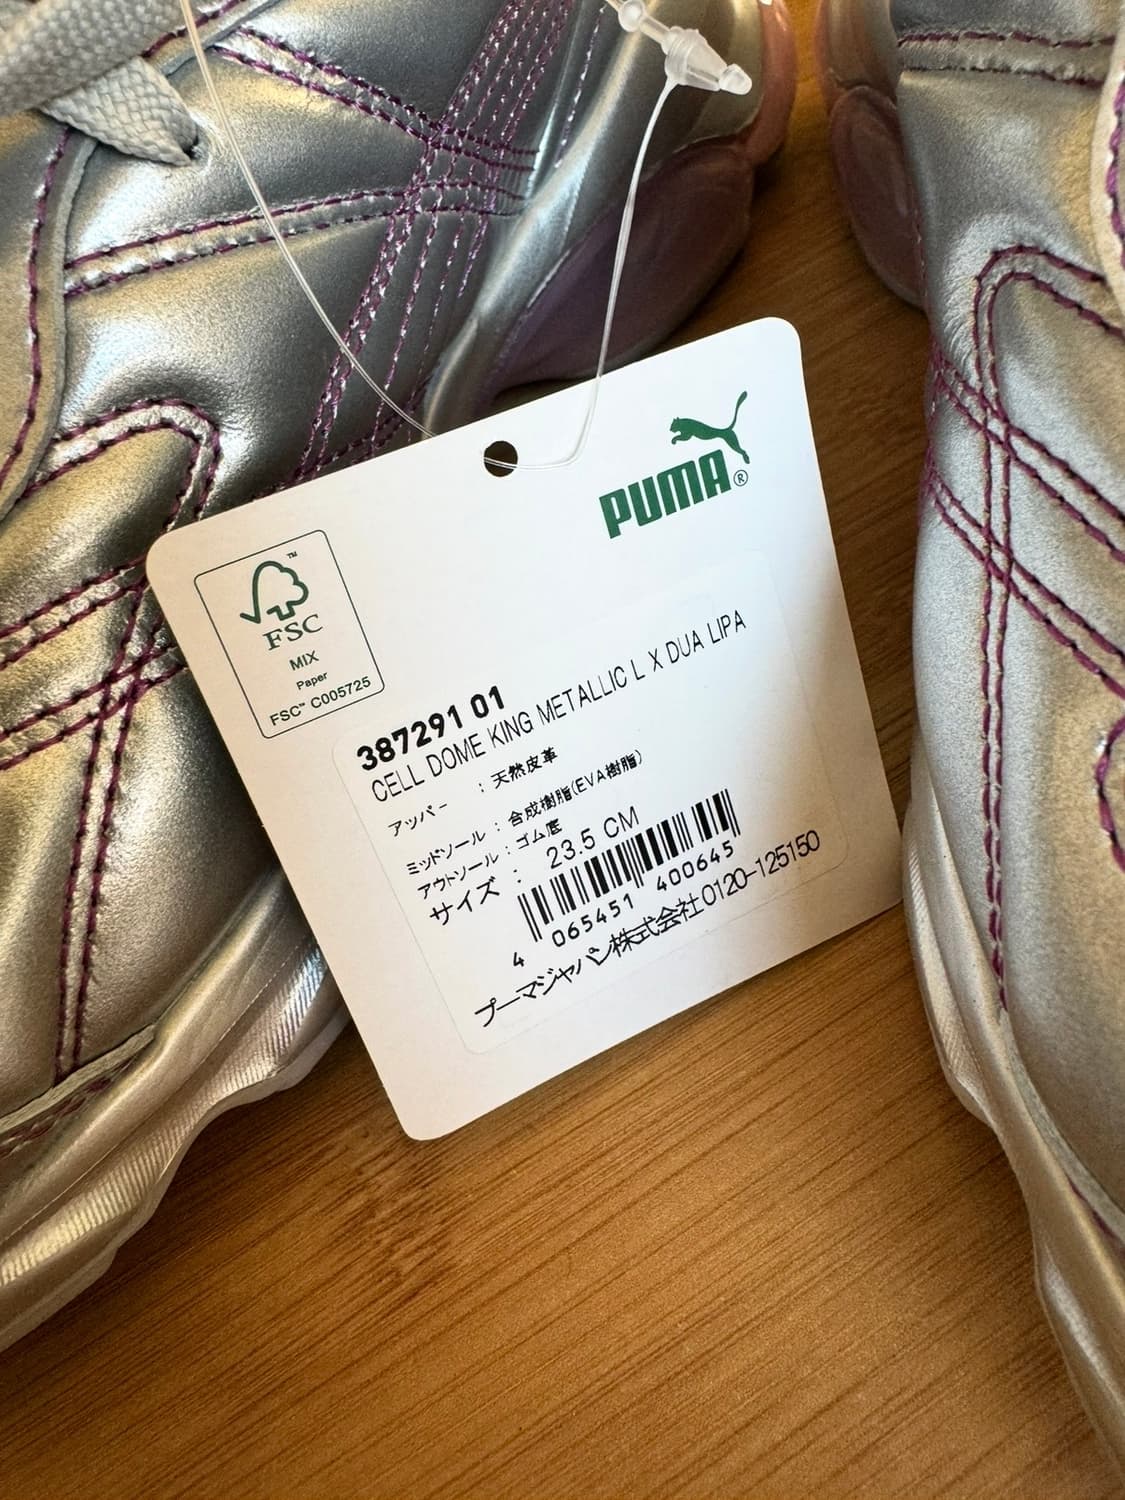 PUMA®
™
FSC
MIX
Paper
FSC™ C005725
387291 01
CELL DOME KING METALLIC L X DUA LIPA
アッパー : 天然皮革
ミッドソール : 合成樹脂(EVA樹脂)
アウトソール : ゴム底
サイズ : 23.5 CM
4 065451 400645
プーマジャパン株式会社0120-125150